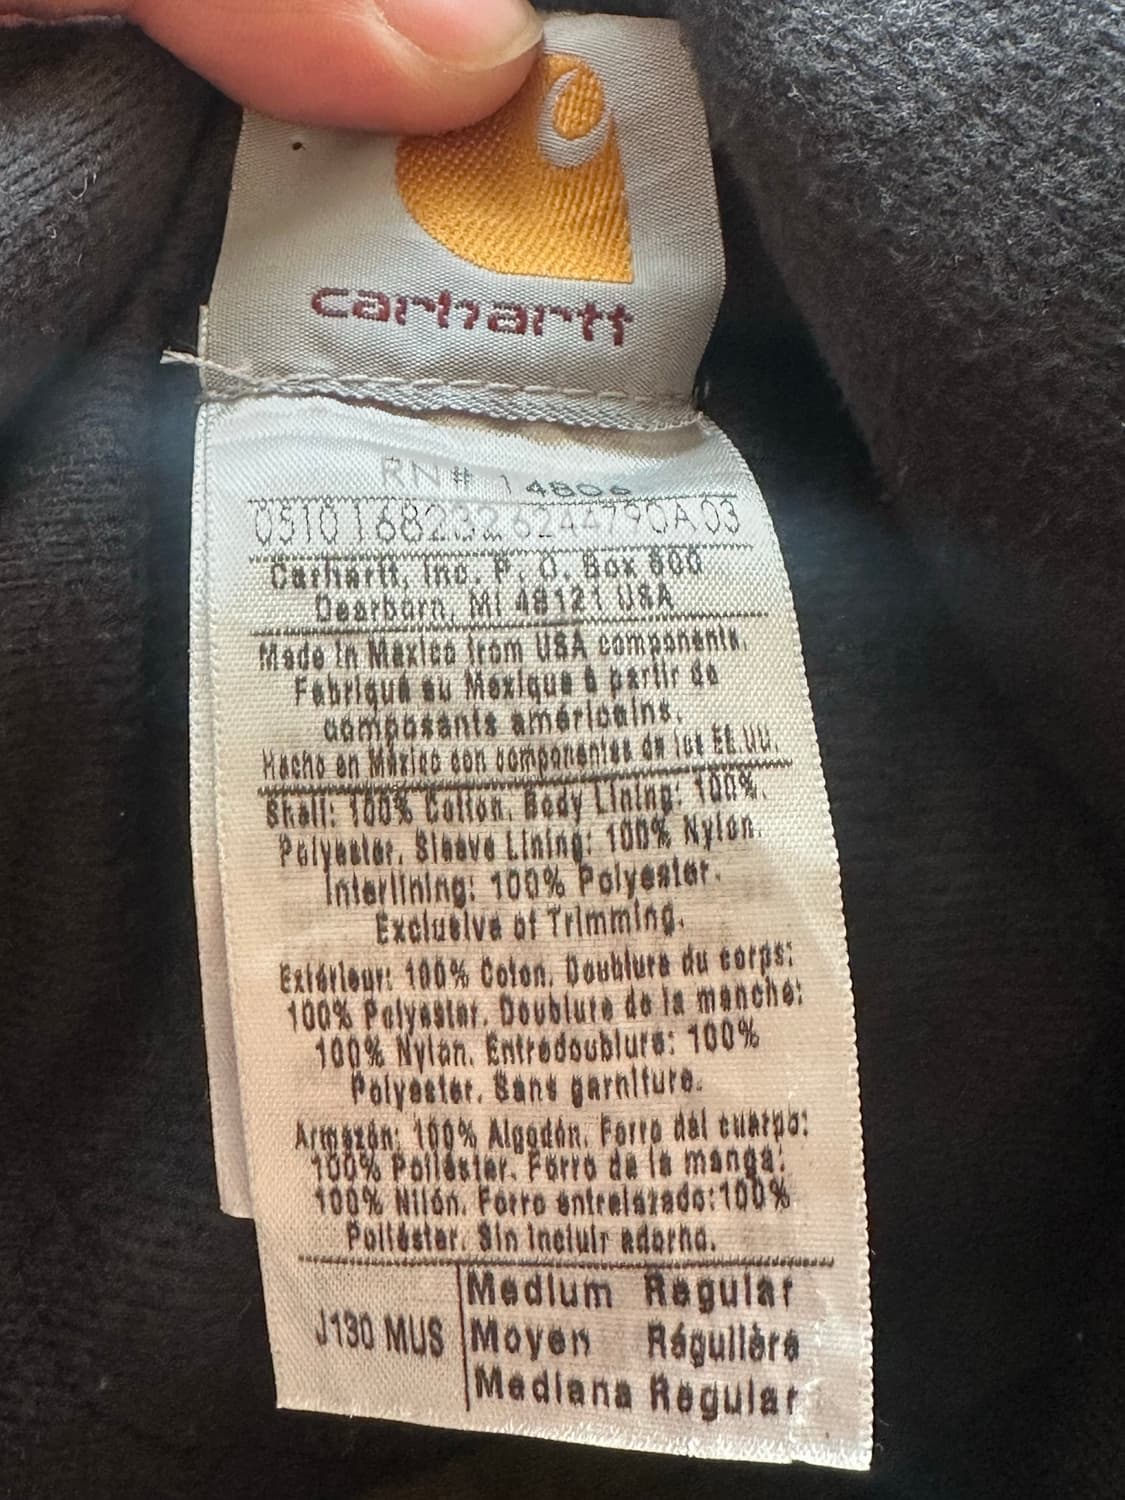 carhartt
RN# 14806
05101682326244790A03
Carhartt, Inc. P. O. Box 600
Dearborn, MI 48121 USA
Made In Mexico from USA components.
Fabriqué au Mexique à partir de
composants américains.
Hecho en México con componentes de los EE.UU.
Shell: 100% Cotton. Body Lining: 100%.
Polyester. Sleeve Lining: 100% Nylon.
Interlining: 100% Polyester.
Exclusive of Trimming.
Extérieur: 100% Coton. Doublure du corps:
100% Polyester. Doublure de la manche:
100% Nylon. Entredoublure: 100%
Polyester. Sans garniture.
Armazón: 100% Algodón. Forro del cuerpo:
100% Poliéster. Forro de la manga:
100% Nilón. Forro entrelazado:100%
Poliéster. Sin incluir adorno.
J130 MUS
Medium Regular
Moyen Régulière
Mediana Regular